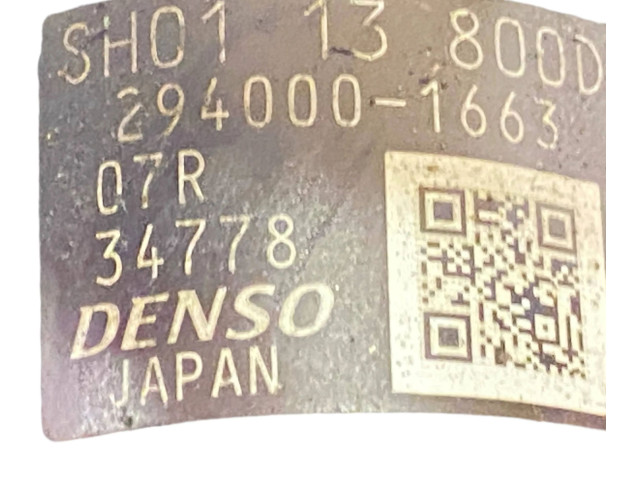 SH01 13 800D
294000-1663
07R
34778
DENSO
JAPAN